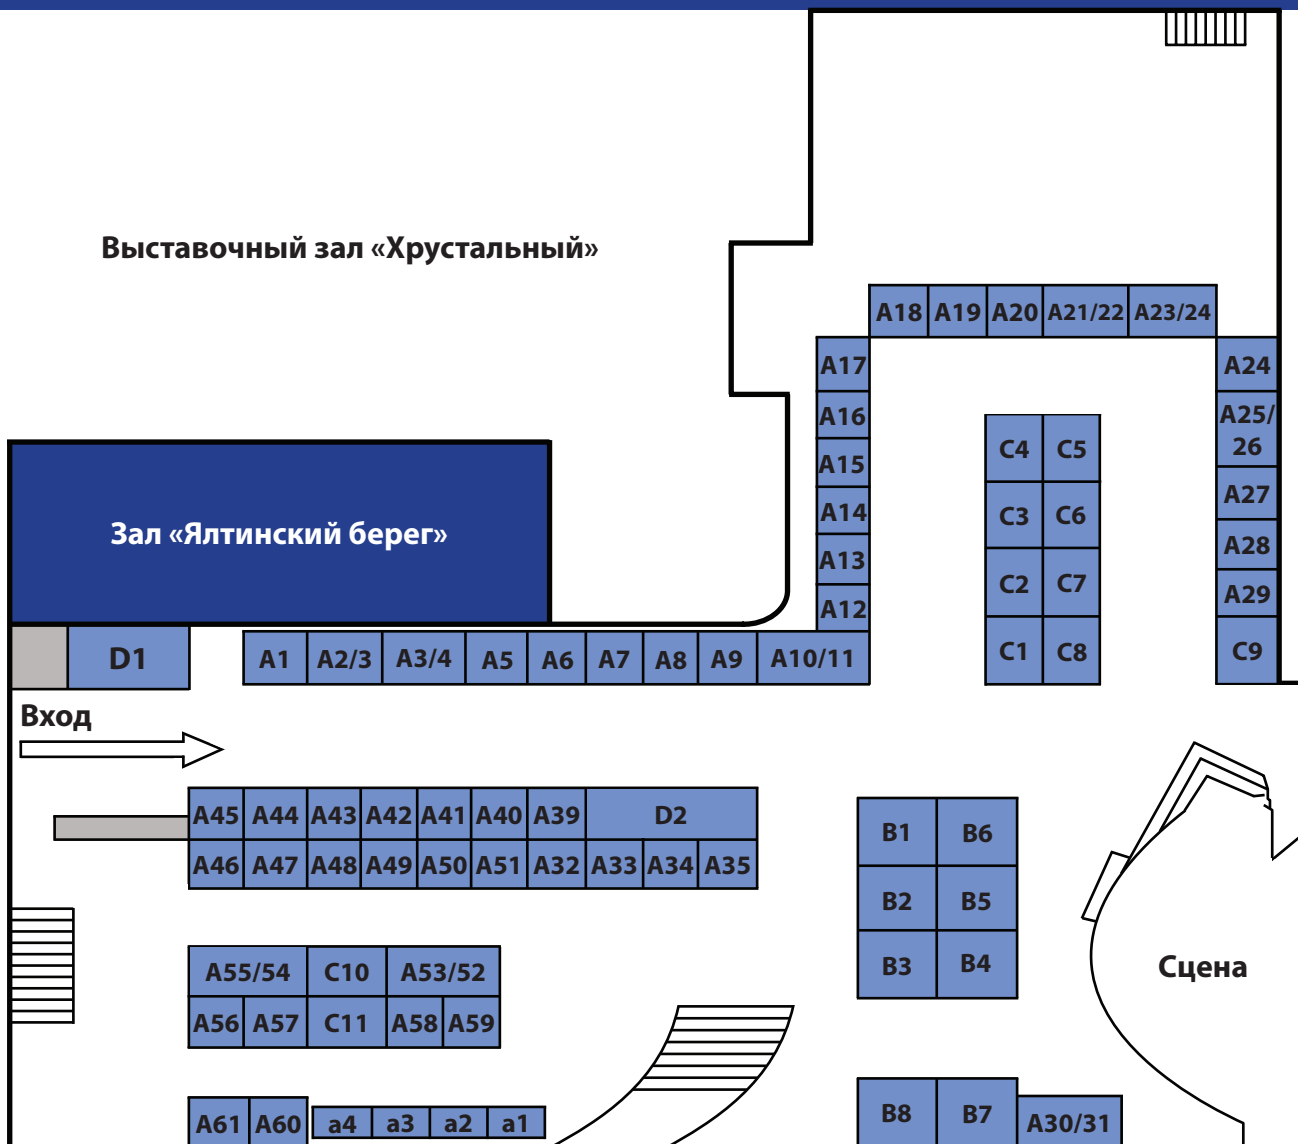 Выставочный зал «Хрустальный»
A18 A19 A20 A21/22 A23/24
A17
A16
A15
A14
A13
A12
A24
A25/
26
A27
A28
A29
C9
C4 C5
C3 C6
C2 C7
C1 C8
Зал «Ялтинский берег»
D1
A1 A2/3 A3/4 A5 A6 A7 A8 A9 A10/11
Вход
A45 A44 A43 A42 A41 A40 A39 D2
A46 A47 A48 A49 A50 A51 A32 A33 A34 A35
B1 B6
B2 B5
B3 B4
Сцена
A55/54 C10 A53/52
A56 A57 C11 A58 A59
A61 A60 a4 a3 a2 a1
B8 B7 A30/31